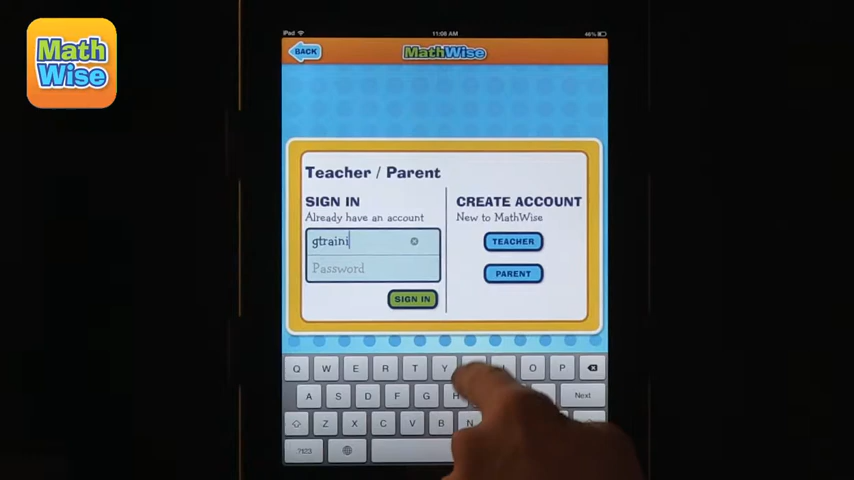 Math
Wise
iPad
11:08 AM
46%
BACK
MathWise
Teacher / Parent
SIGN IN
Already have an account
gtraini
Password
SIGN IN
CREATE ACCOUNT
New to MathWise
TEACHER
PARENT
Q W E R T Y O P
A S D F G H Next
Z X C V B N
.?123